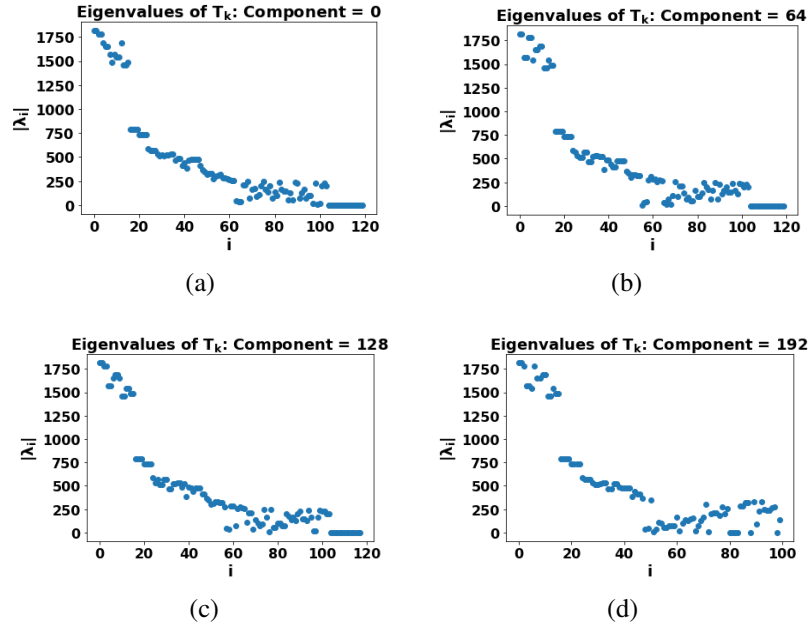 Eigenvalues of Tk: Component = 0
1750
1500
1250
1000
750
500
250
0
|λi|
0 20 40 60 80 100 120
i
(a)
Eigenvalues of Tk: Component = 64
1750
1500
1250
1000
750
500
250
0
|λi|
0 20 40 60 80 100 120
i
(b)
Eigenvalues of Tk: Component = 128
1750
1500
1250
1000
750
500
250
0
|λi|
0 20 40 60 80 100 120
i
(c)
Eigenvalues of Tk: Component = 192
1750
1500
1250
1000
750
500
250
0
|λi|
0 20 40 60 80 100
i
(d)